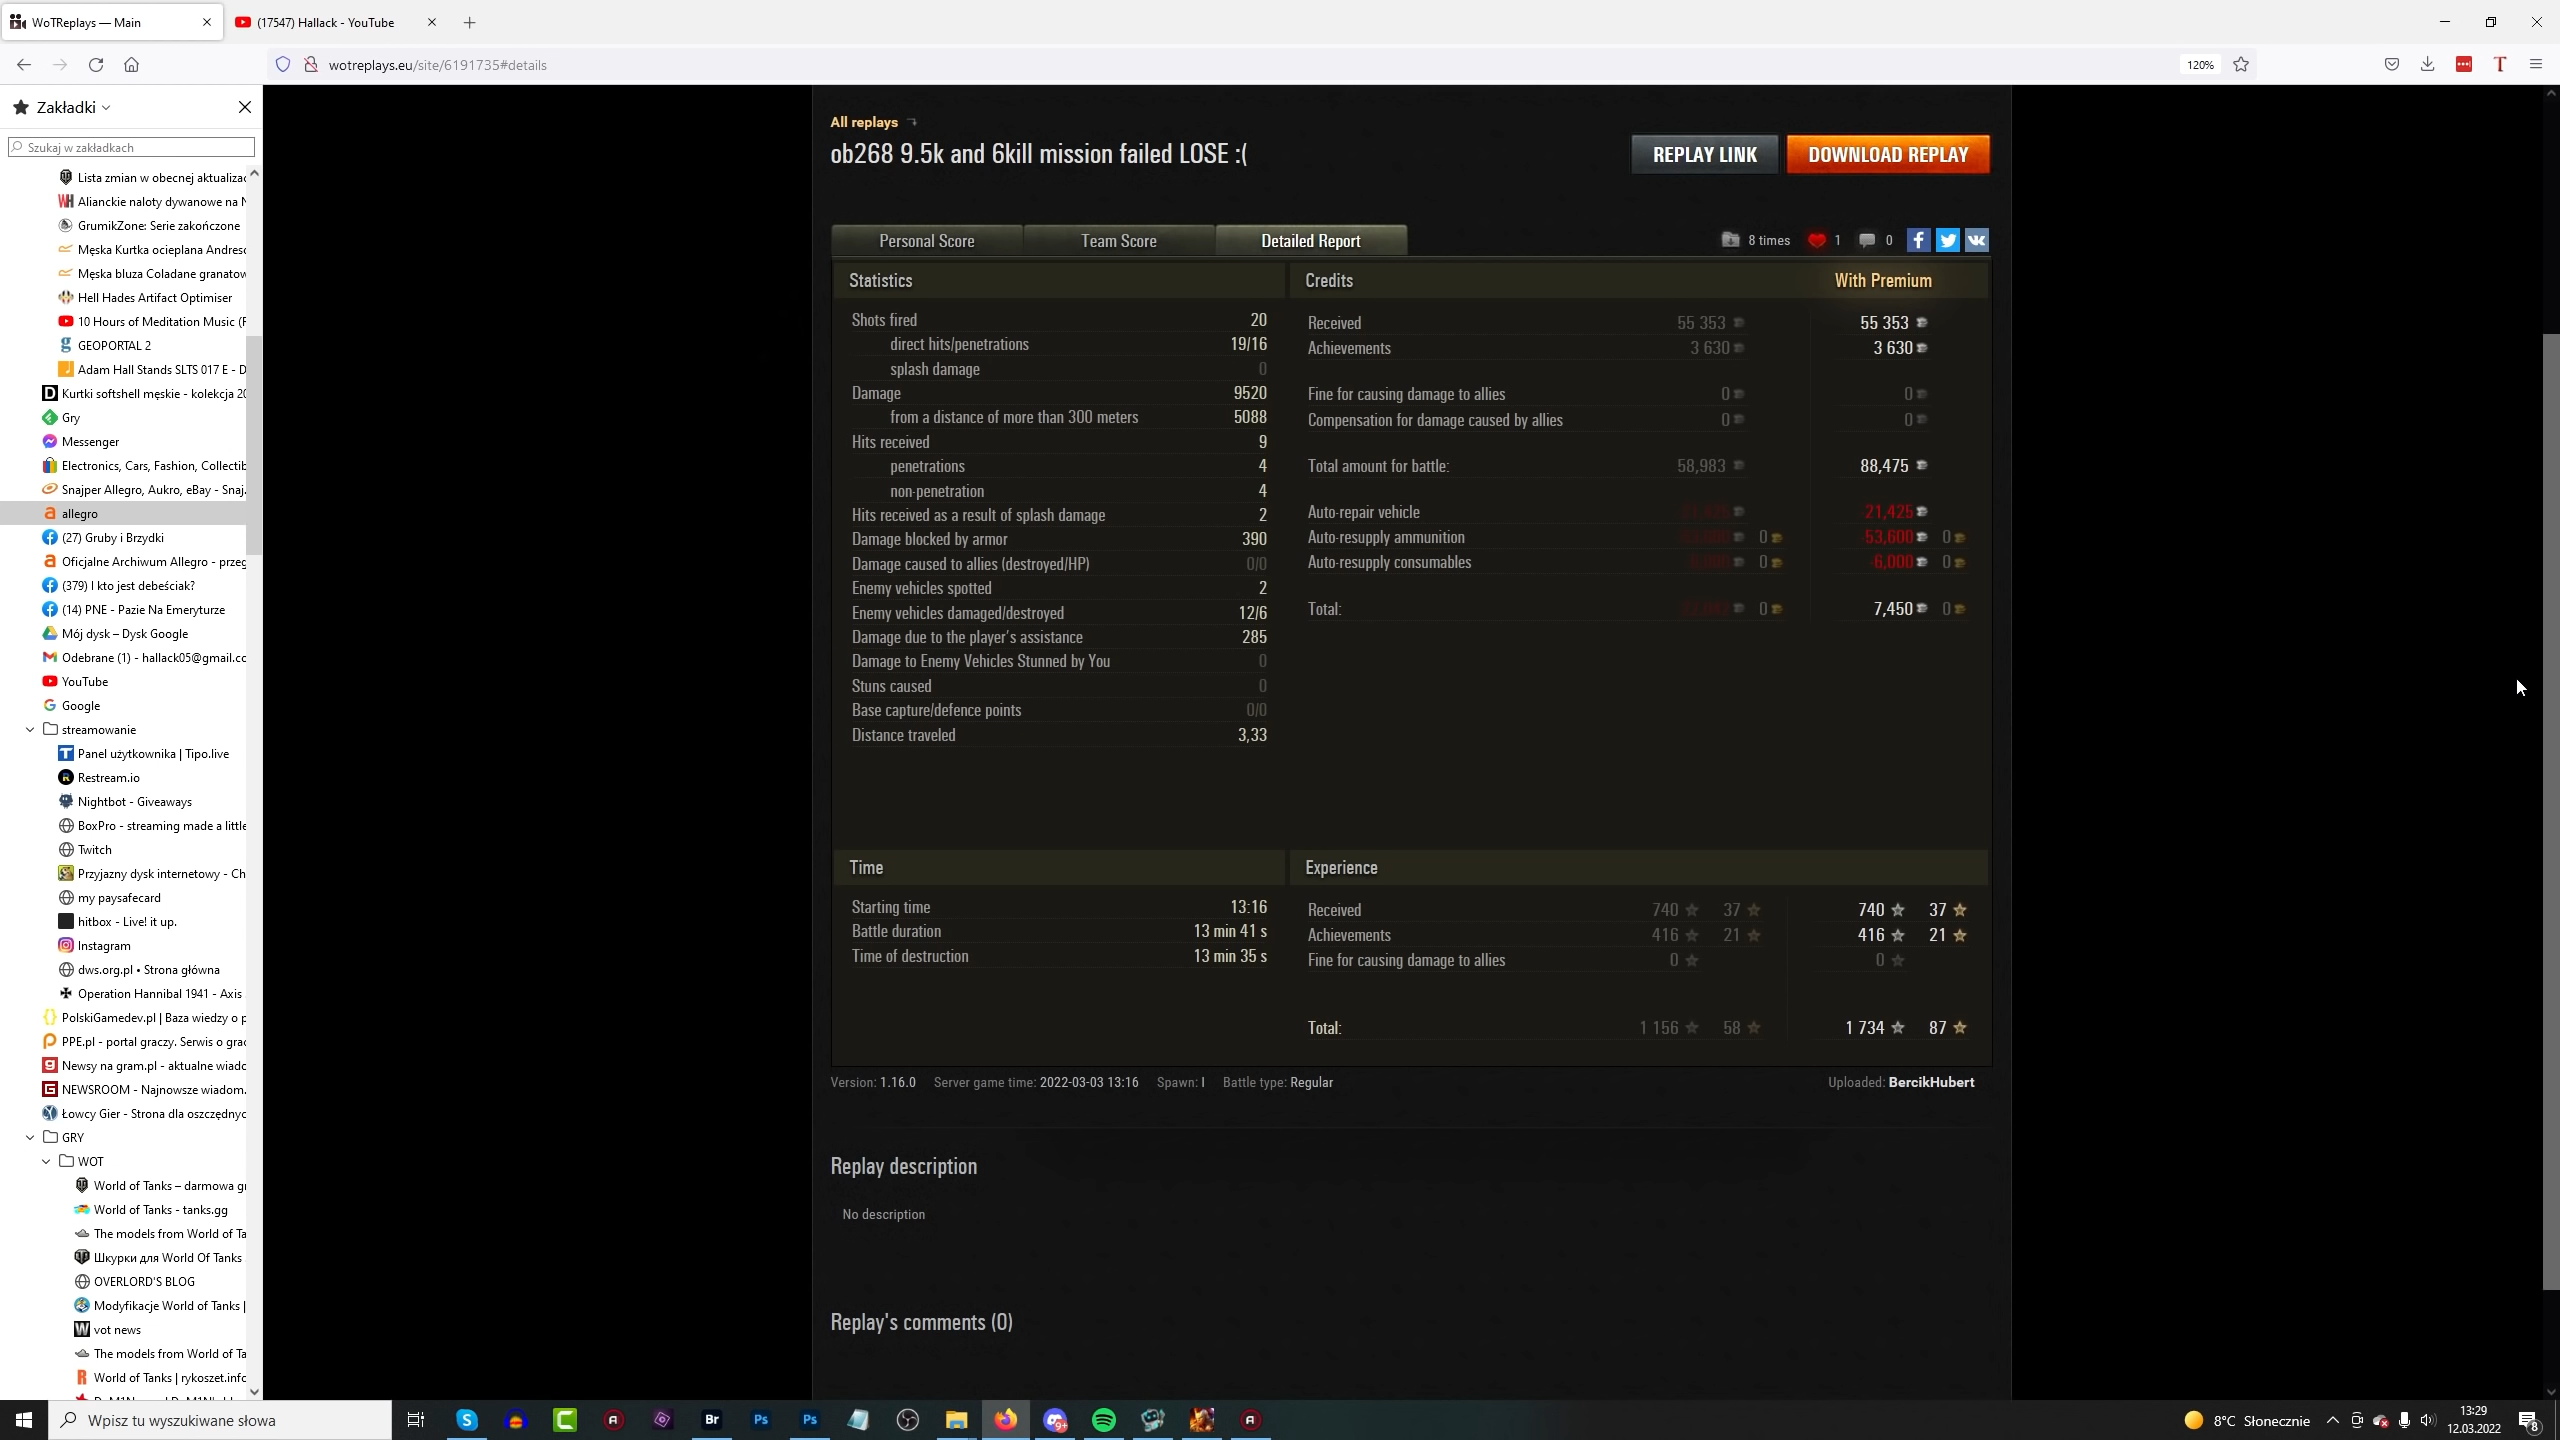 WoTReplays — Main
(17547) Hallack - YouTube
wotreplays.eu/site/6191735#details
120%
Zakładki
Szukaj w zakładkach
Lista zmian w obecnej aktualizac
Alianckie naloty dywanowe na N
GrumikZone: Serie zakończone
Męska Kurtka ocieplana Andresc
Męska bluza Coladane granatow
Hell Hades Artifact Optimiser
10 Hours of Meditation Music (F
GEOPORTAL 2
Adam Hall Stands SLTS 017 E - D
Kurtki softshell męskie - kolekcja 20
Gry
Messenger
Electronics, Cars, Fashion, Collectib
Snajper Allegro, Aukro, eBay - Snaj.
allegro
(27) Gruby i Brzydki
Oficjalne Archiwum Allegro - przeg
(379) I kto jest debeściak?
(14) PNE - Pazie Na Emeryturze
Mój dysk – Dysk Google
Odebrane (1) - hallack05@gmail.cc
YouTube
Google
streamowanie
Panel użytkownika | Tipo.live
Restream.io
Nightbot - Giveaways
BoxPro - streaming made a little
Twitch
Przyjazny dysk internetowy - Ch
my paysafecard
hitbox - Live! it up.
Instagram
dws.org.pl • Strona główna
Operation Hannibal 1941 - Axis
PolskiGamedev.pl | Baza wiedzy o p
PPE.pl - portal graczy. Serwis o grac
Newsy na gram.pl - aktualne wiadc
NEWSROOM - Najnowsze wiadom.
Łowcy Gier - Strona dla oszczędnyc
GRY
WOT
World of Tanks – darmowa gr
World of Tanks - tanks.gg
The models from World of Ta
Шкурки для World Of Tanks
OVERLORD'S BLOG
Modyfikacje World of Tanks |
vot news
The models from World of Ta
World of Tanks | rykoszet.info
All replays
ob268 9.5k and 6kill mission failed LOSE :(
REPLAY LINK
DOWNLOAD REPLAY
Personal Score
Team Score
Detailed Report
8 times
1
0
Statistics
Shots fired 20
direct hits/penetrations 19/16
splash damage 0
Damage 9520
from a distance of more than 300 meters 5088
Hits received 9
penetrations 4
non-penetration 4
Hits received as a result of splash damage 2
Damage blocked by armor 390
Damage caused to allies (destroyed/HP) 0/0
Enemy vehicles spotted 2
Enemy vehicles damaged/destroyed 12/6
Damage due to the player's assistance 285
Damage to Enemy Vehicles Stunned by You 0
Stuns caused 0
Base capture/defence points 0/0
Distance traveled 3,33
Credits With Premium
Received 55 353 55 353
Achievements 3 630 3 630
Fine for causing damage to allies 0 0
Compensation for damage caused by allies 0 0
Total amount for battle: 58,983 88,475
Auto-repair vehicle -21,425
Auto-resupply ammunition 0 -53,600 0
Auto-resupply consumables 0 -6,000 0
Total: 0 7,450 0
Time
Starting time 13:16
Battle duration 13 min 41 s
Time of destruction 13 min 35 s
Experience
Received 740 37 740 37
Achievements 416 21 416 21
Fine for causing damage to allies 0 0
Total: 1 156 58 1 734 87
Version: 1.16.0 Server game time: 2022-03-03 13:16 Spawn: I Battle type: Regular
Uploaded: BercikHubert
Replay description
No description
Replay's comments (0)
Wpisz tu wyszukiwane słowa
8°C Słonecznie
13:29
12.03.2022